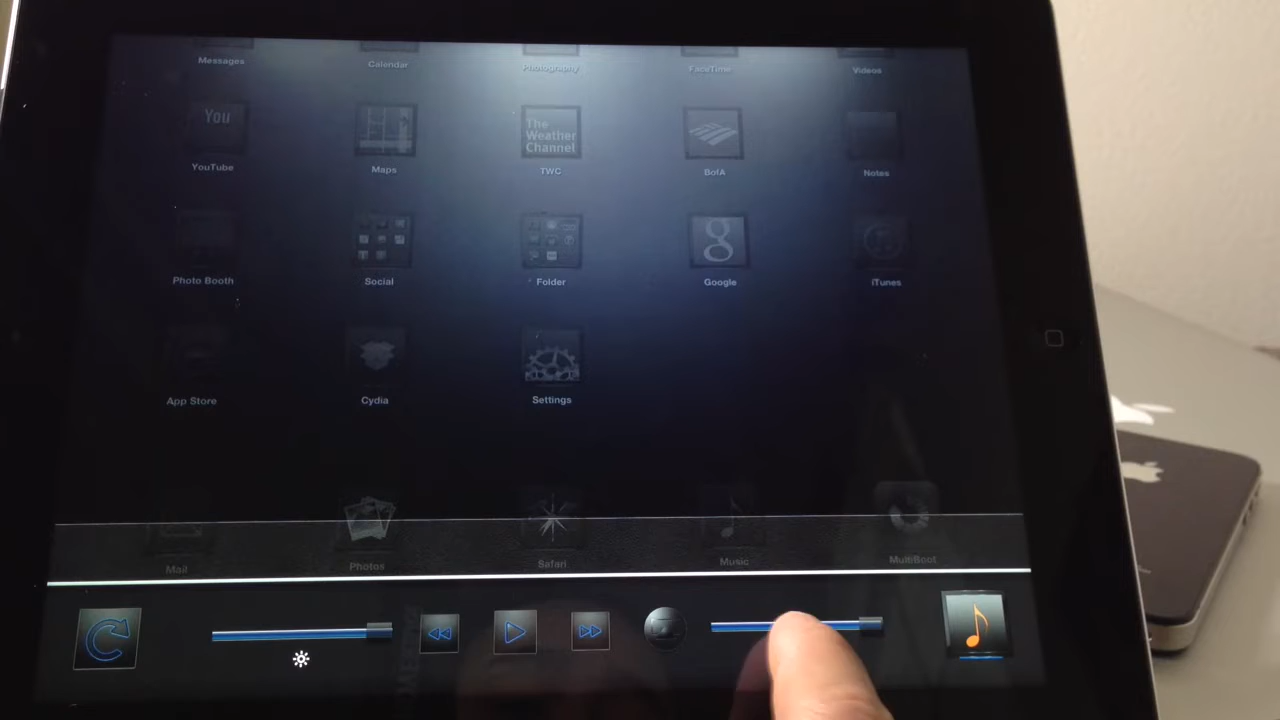 Messages
Calendar
Photography
FaceTime
Videos
You
The
Weather
Channel
YouTube
Maps
TWC
BofA
Notes
g
Photo Booth
Social
Folder
Google
iTunes
App Store
Cydia
Settings
Mail
Photos
Safari
Music
MultiBoot